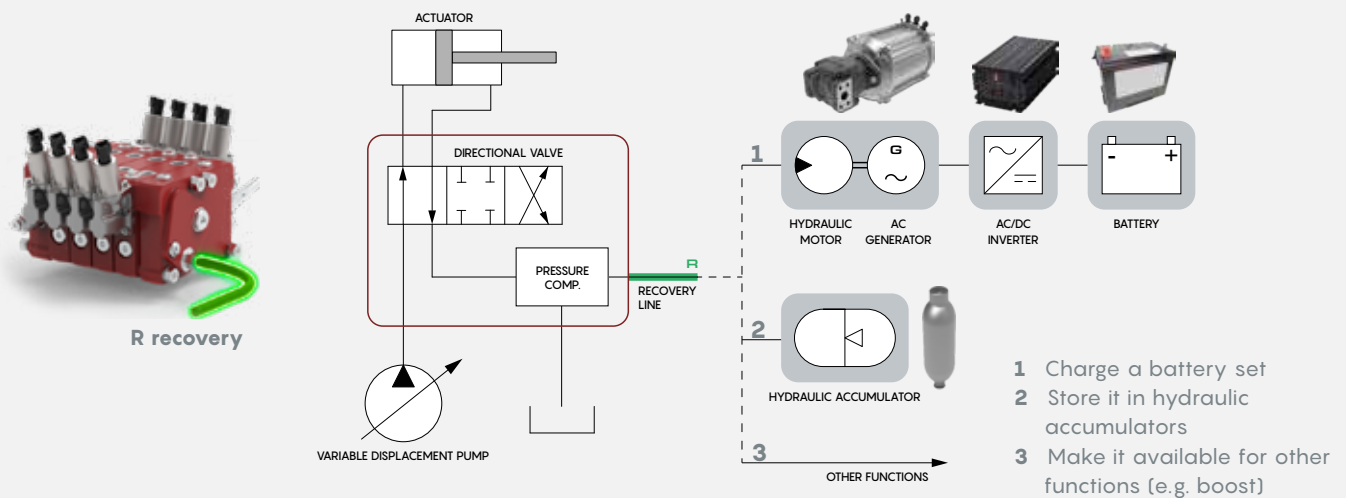 ACTUATOR
DIRECTIONAL VALVE
PRESSURE
COMP.
R
RECOVERY
LINE
R recovery
VARIABLE DISPLACEMENT PUMP
1
G
- +
HYDRAULIC
MOTOR
AC
GENERATOR
AC/DC
INVERTER
BATTERY
2
HYDRAULIC ACCUMULATOR
3
OTHER FUNCTIONS
1 Charge a battery set
2 Store it in hydraulic
accumulators
3 Make it available for other
functions (e.g. boost)